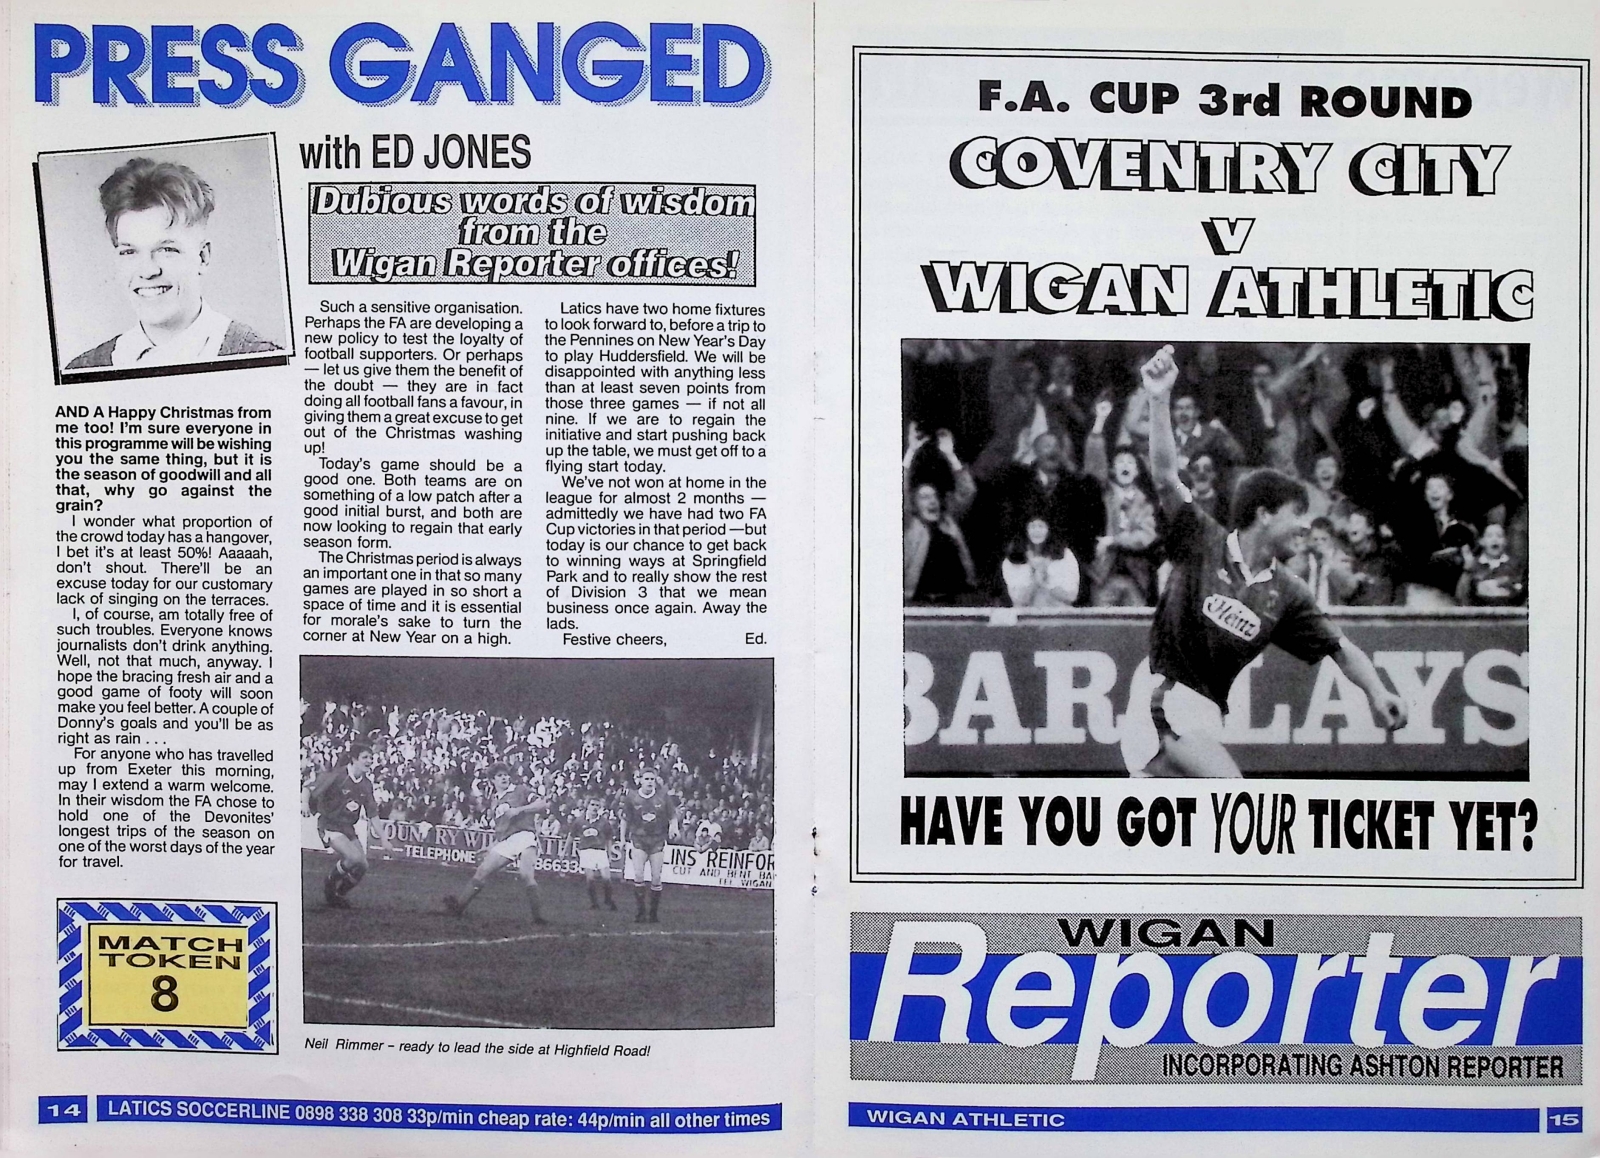 PRESS GANGED
with ED JONES
Dubious words of wisdom
from the
Wigan Reporter offices!
AND A Happy Christmas from
me too! I'm sure everyone in
this programme will be wishing
you the same thing, but it is
the season of goodwill and all
that, why go against the
grain?
I wonder what proportion of
the crowd today has a hangover,
I bet it's at least 50%! Aaaaah,
don't shout. There'll be an
excuse today for our customary
lack of singing on the terraces.
I, of course, am totally free of
such troubles. Everyone knows
journalists don't drink anything.
Well, not that much, anyway. I
hope the bracing fresh air and a
good game of footy will soon
make you feel better. A couple of
Donny's goals and you'll be as
right as rain . . .
For anyone who has travelled
up from Exeter this morning,
may I extend a warm welcome.
In their wisdom the FA chose to
hold one of the Devonites'
longest trips of the season on
one of the worst days of the year
for travel.
Such a sensitive organisation.
Perhaps the FA are developing a
new policy to test the loyalty of
football supporters. Or perhaps
— let us give them the benefit of
the doubt — they are in fact
doing all football fans a favour, in
giving them a great excuse to get
out of the Christmas washing
up!
Today's game should be a
good one. Both teams are on
something of a low patch after a
good initial burst, and both are
now looking to regain that early
season form.
The Christmas period is always
an important one in that so many
games are played in so short a
space of time and it is essential
for morale's sake to turn the
corner at New Year on a high.
Latics have two home fixtures
to look forward to, before a trip to
the Pennines on New Year's Day
to play Huddersfield. We will be
disappointed with anything less
than at least seven points from
those three games — if not all
nine. If we are to regain the
initiative and start pushing back
up the table, we must get off to a
flying start today.
We've not won at home in the
league for almost 2 months —
admittedly we have had two FA
Cup victories in that period —but
today is our chance to get back
to winning ways at Springfield
Park and to really show the rest
of Division 3 that we mean
business once again. Away the
lads.
Festive cheers, Ed.
COUNTRY
TELEPHONE
LINS REINFOR
CUT AND BENT BA
TEL WIGAN
MATCH
TOKEN
8
Neil Rimmer – ready to lead the side at Highfield Road!
14
LATICS SOCCERLINE 0898 338 308 33p/min cheap rate: 44p/min all other times
F.A. CUP 3rd ROUND
COVENTRY CITY
v
WIGAN ATHLETIC
Heinz
BARCLAYS
HAVE YOU GOT YOUR TICKET YET?
WIGAN
Reporter
INCORPORATING ASHTON REPORTER
WIGAN ATHLETIC
15